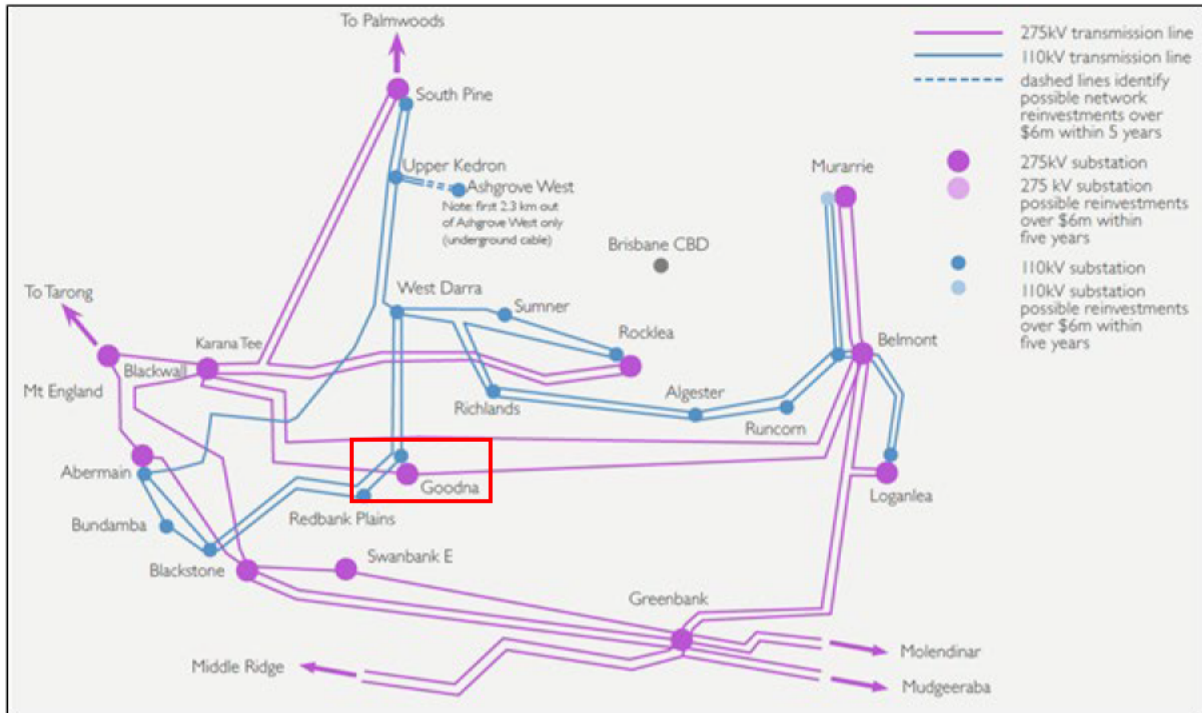 To Palmwoods
South Pine
Upper Kedron
Ashgrove West
Note: first 2.3 km out
of Ashgrove West only
(underground cable)
Brisbane CBD
Murarrie
To Tarong
West Darra
Sumner
Rocklea
Karana Tee
Blackwall
Mt England
Belmont
Richlands
Algester
Runcorn
Abermain
Goodna
Loganlea
Bundamba
Redbank Plains
Blackstone
Swanbank E
Greenbank
Middle Ridge
Molendinar
Mudgeeraba
275kV transmission line
110kV transmission line
dashed lines identify
possible network
reinvestments over
$6m within 5 years
275kV substation
275 kV substation
possible reinvestments
over $6m within
five years
110kV substation
110kV substation
possible reinvestments
over $6m within
five years